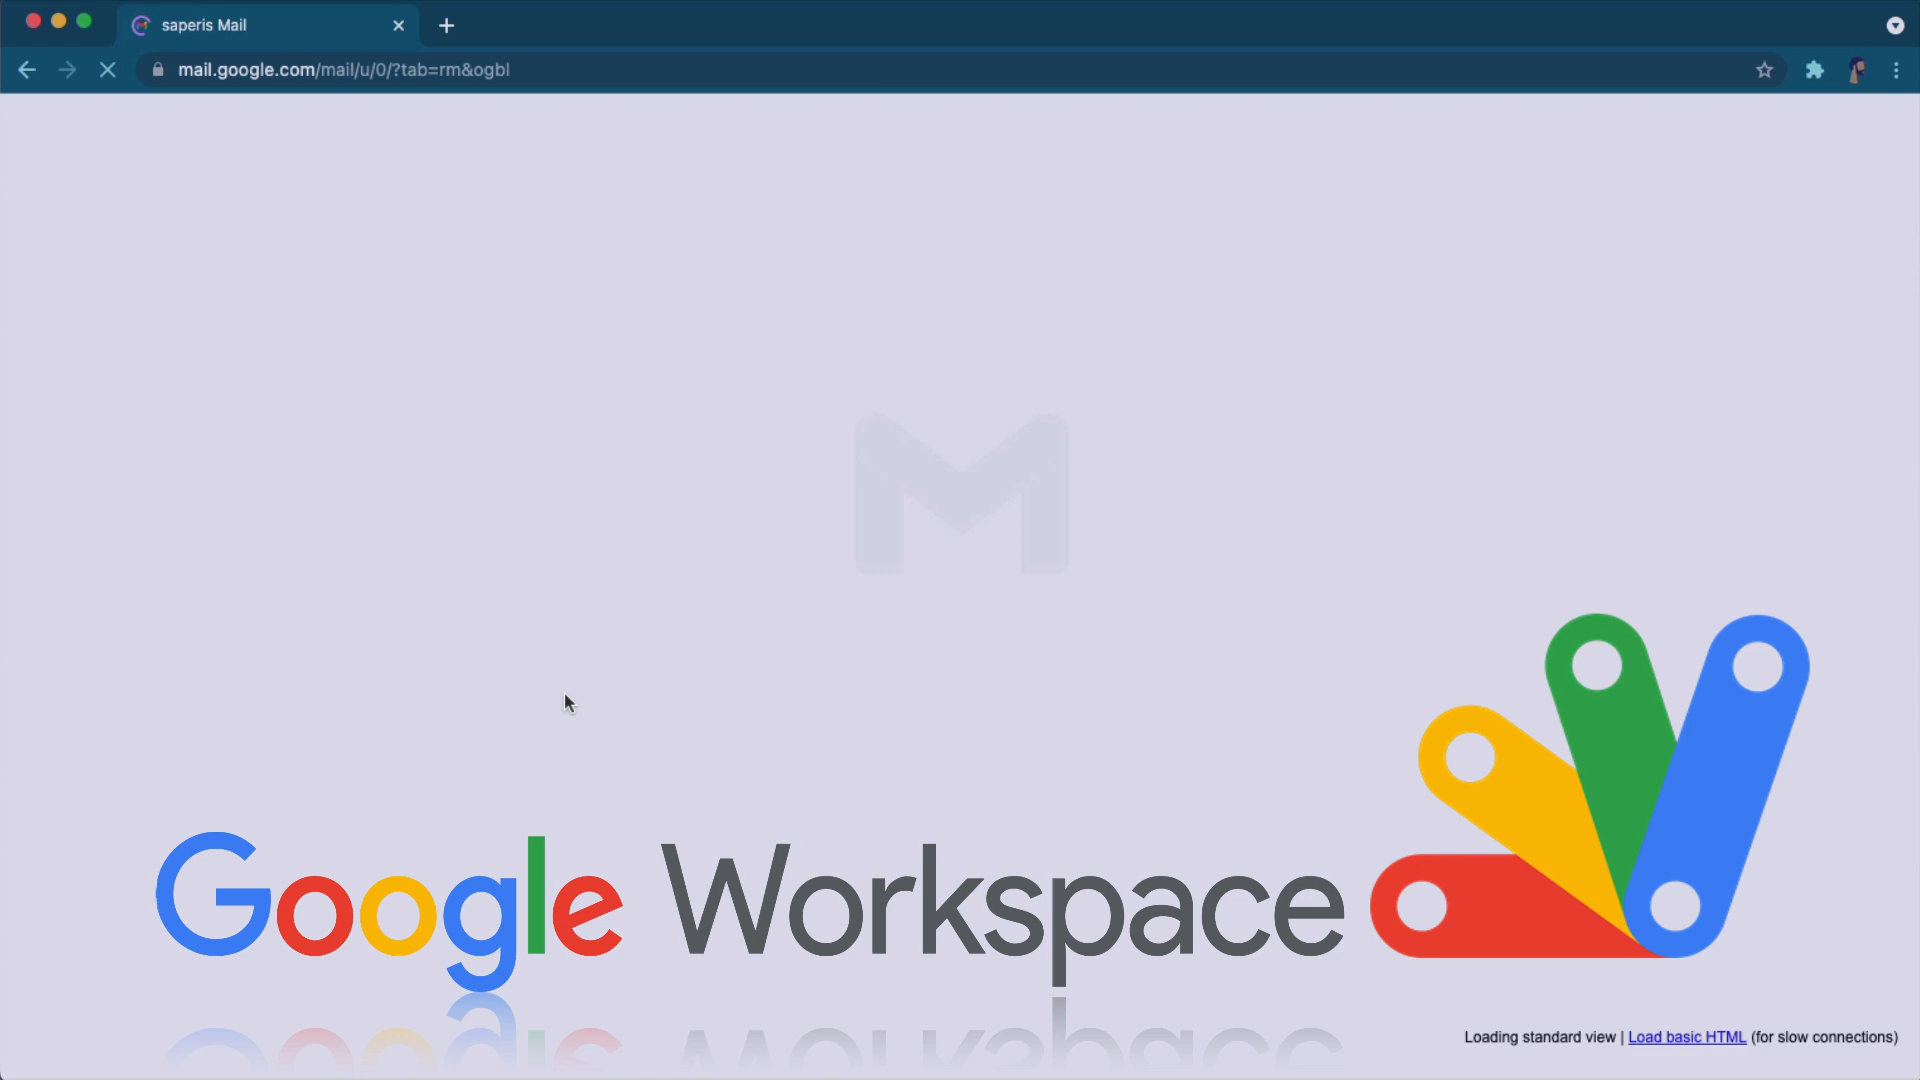 saperis Mail
mail.google.com/mail/u/0/?tab=rm&ogbl
Google Workspace
Loading standard view | Load basic HTML (for slow connections)